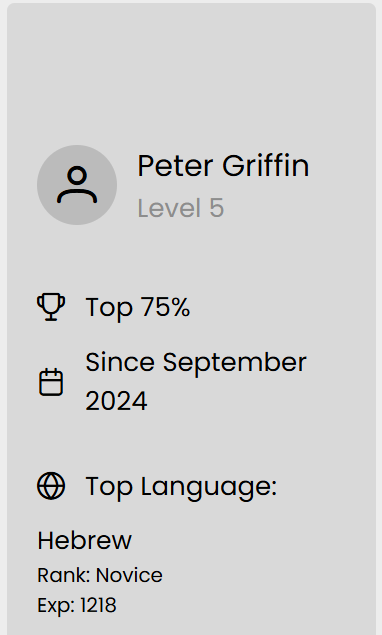 Peter Griffin
Level 5
Top 75%
Since September
2024
Top Language:
Hebrew
Rank: Novice
Exp: 1218